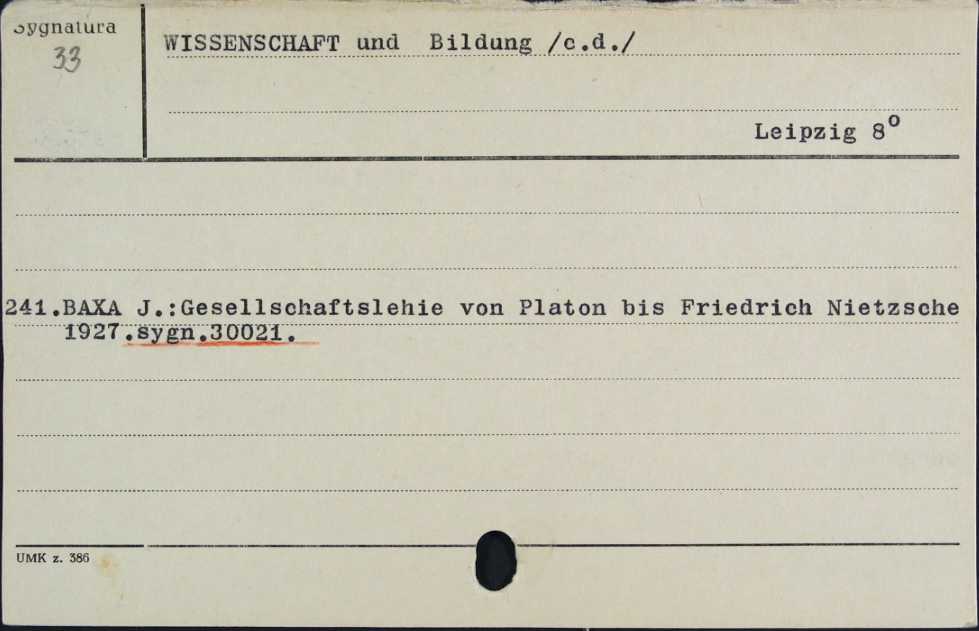 Sygnatura
33
WISSENSCHAFT und Bildung /c.d./
Leipzig 8º
241.BAXA J.:Gesellschaftslehie von Platon bis Friedrich Nietzsche
1927.sygn.30021.
UMK z. 386